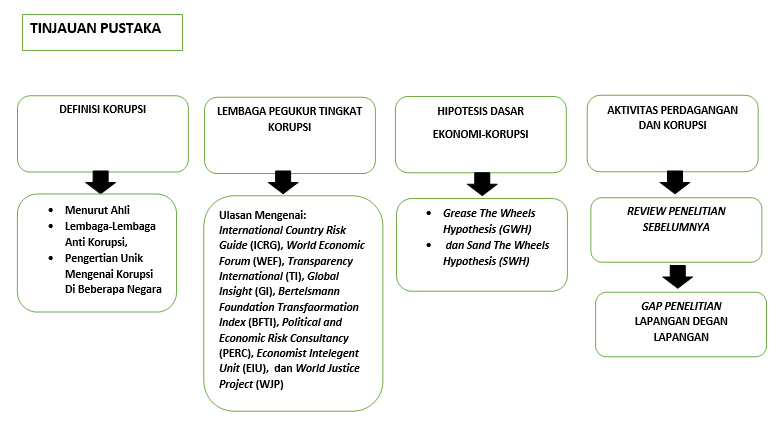 TINJAUAN PUSTAKA
DEFINISI KORUPSI
Menurut Ahli
Lembaga-Lembaga
Anti Korupsi,
Pengertian Unik
Mengenai Korupsi
Di Beberapa Negara
LEMBAGA PEGUKUR TINGKAT
KORUPSI
Ulasan Mengenai:
International Country Risk
Guide (ICRG), World Economic
Forum (WEF), Transparency
International (TI), Global
Insight (GI), Bertelsmann
Foundation Transfaormation
Index (BFTI), Political and
Economic Risk Consultancy
(PERC), Economist Intelegent
Unit (EIU), dan World Justice
Project (WJP)
HIPOTESIS DASAR
EKONOMI-KORUPSI
Grease The Wheels
Hypothesis (GWH)
dan Sand The Wheels
Hypothesis (SWH)
AKTIVITAS PERDAGANGAN
DAN KORUPSI
REVIEW PENELITIAN
SEBELUMNYA
GAP PENELITIAN
LAPANGAN DEGAN
LAPANGAN